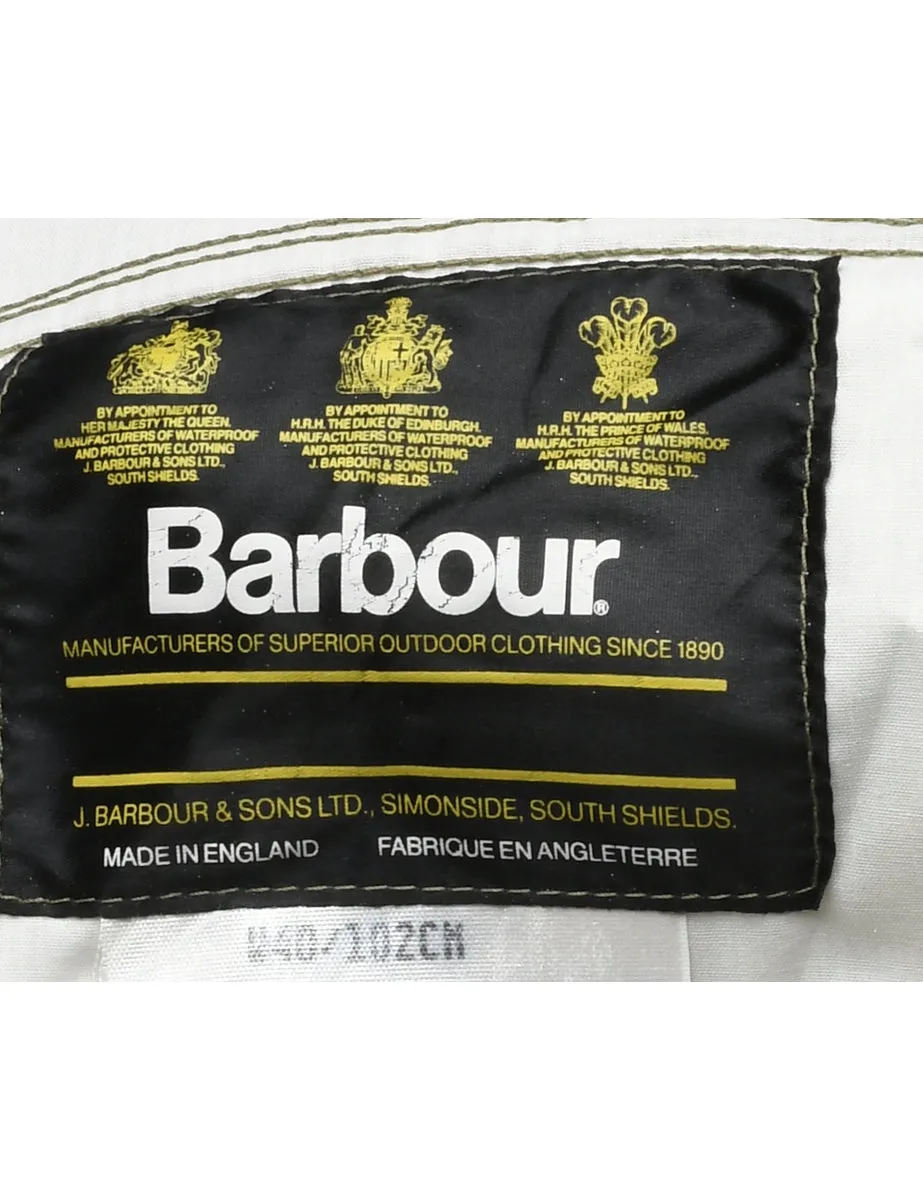 BY APPOINTMENT TO
HER MAJESTY THE QUEEN.
MANUFACTURERS OF WATERPROOF
AND PROTECTIVE CLOTHING
J. BARBOUR & SONS LTD.,
SOUTH SHIELDS.
BY APPOINTMENT TO
H.R.H. THE DUKE OF EDINBURGH.
MANUFACTURERS OF WATERPROOF
AND PROTECTIVE CLOTHING
J. BARBOUR & SONS LTD.,
SOUTH SHIELDS.
BY APPOINTMENT TO
H.R.H. THE PRINCE OF WALES.
MANUFACTURERS OF WATERPROOF
AND PROTECTIVE CLOTHING
J. BARBOUR & SONS LTD.,
SOUTH SHIELDS.
Barbour®
MANUFACTURERS OF SUPERIOR OUTDOOR CLOTHING SINCE 1890
J. BARBOUR & SONS LTD., SIMONSIDE, SOUTH SHIELDS.
MADE IN ENGLAND FABRIQUE EN ANGLETERRE
W40/102CM